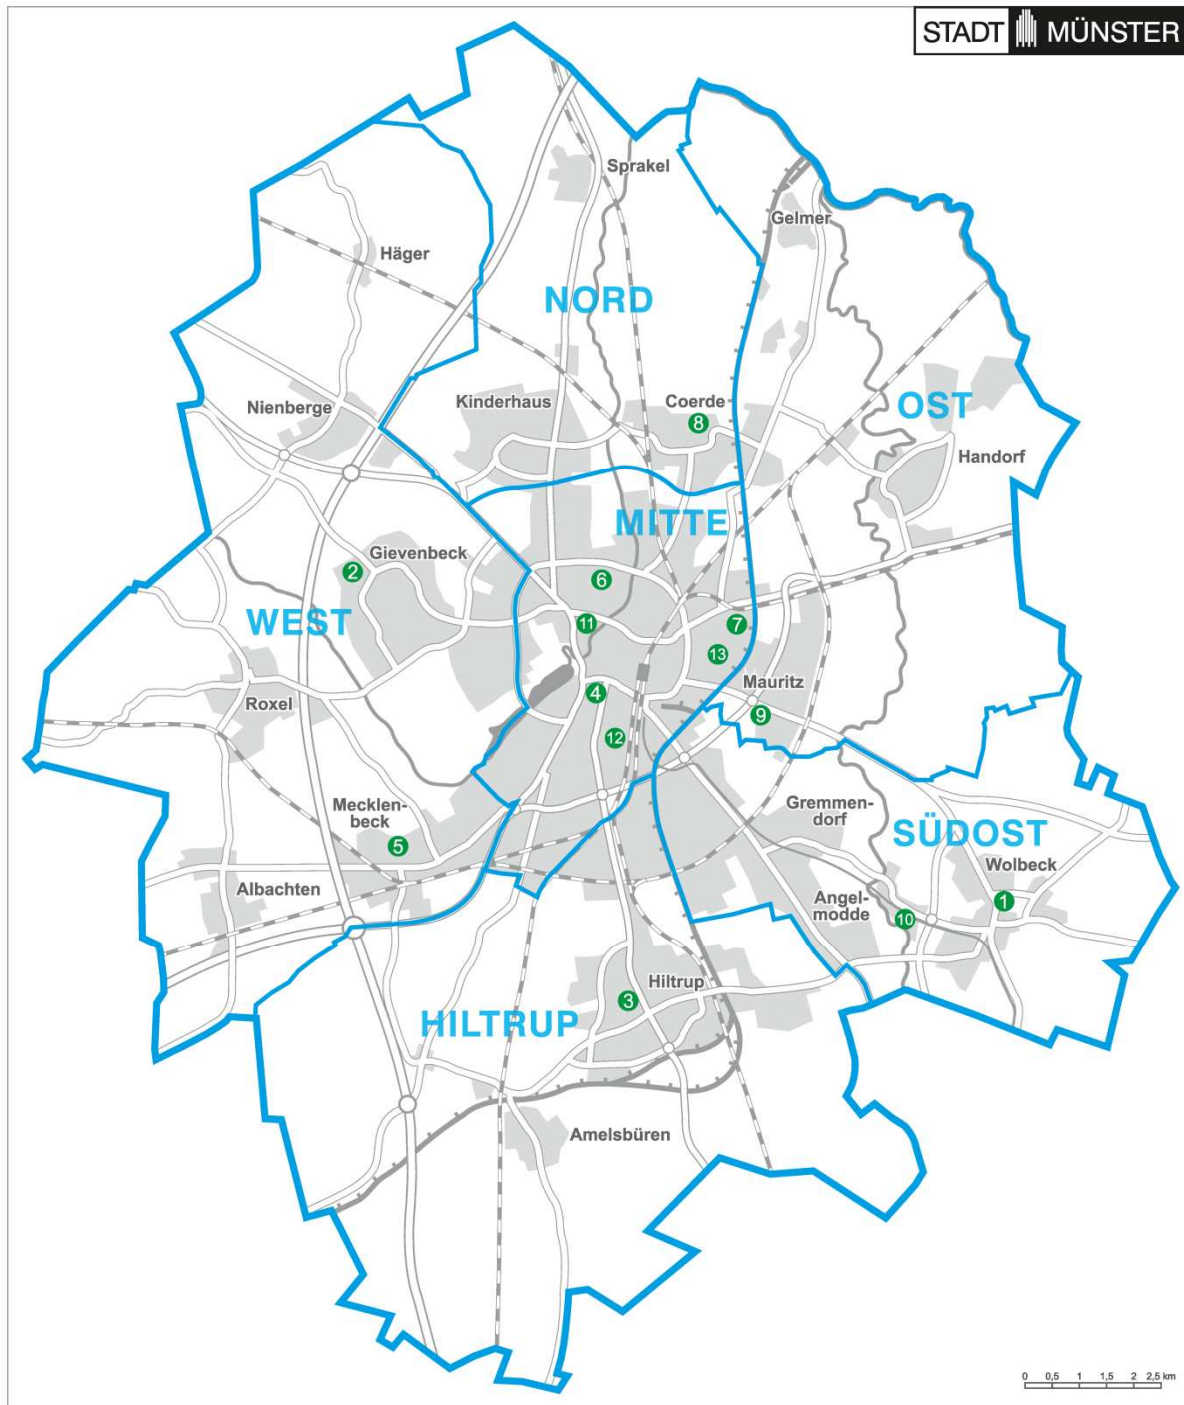 STADT MÜNSTER
Sprakel
Gelmer
Häger
NORD
Nienberge
Kinderhaus
Coerde
8
OST
Handorf
MITTE
Gievenbeck
2
6
WEST
11
7
13
Roxel
4
Mauritz
9
12
Mecklen-
beck
5
Gremmen-
dorf
SÜDOST
Wolbeck
1
Albachten
Angel-
modde
10
Hiltrup
3
HILTRUP
Amelsbüren
0 0,5 1 1,5 2 2,5 km